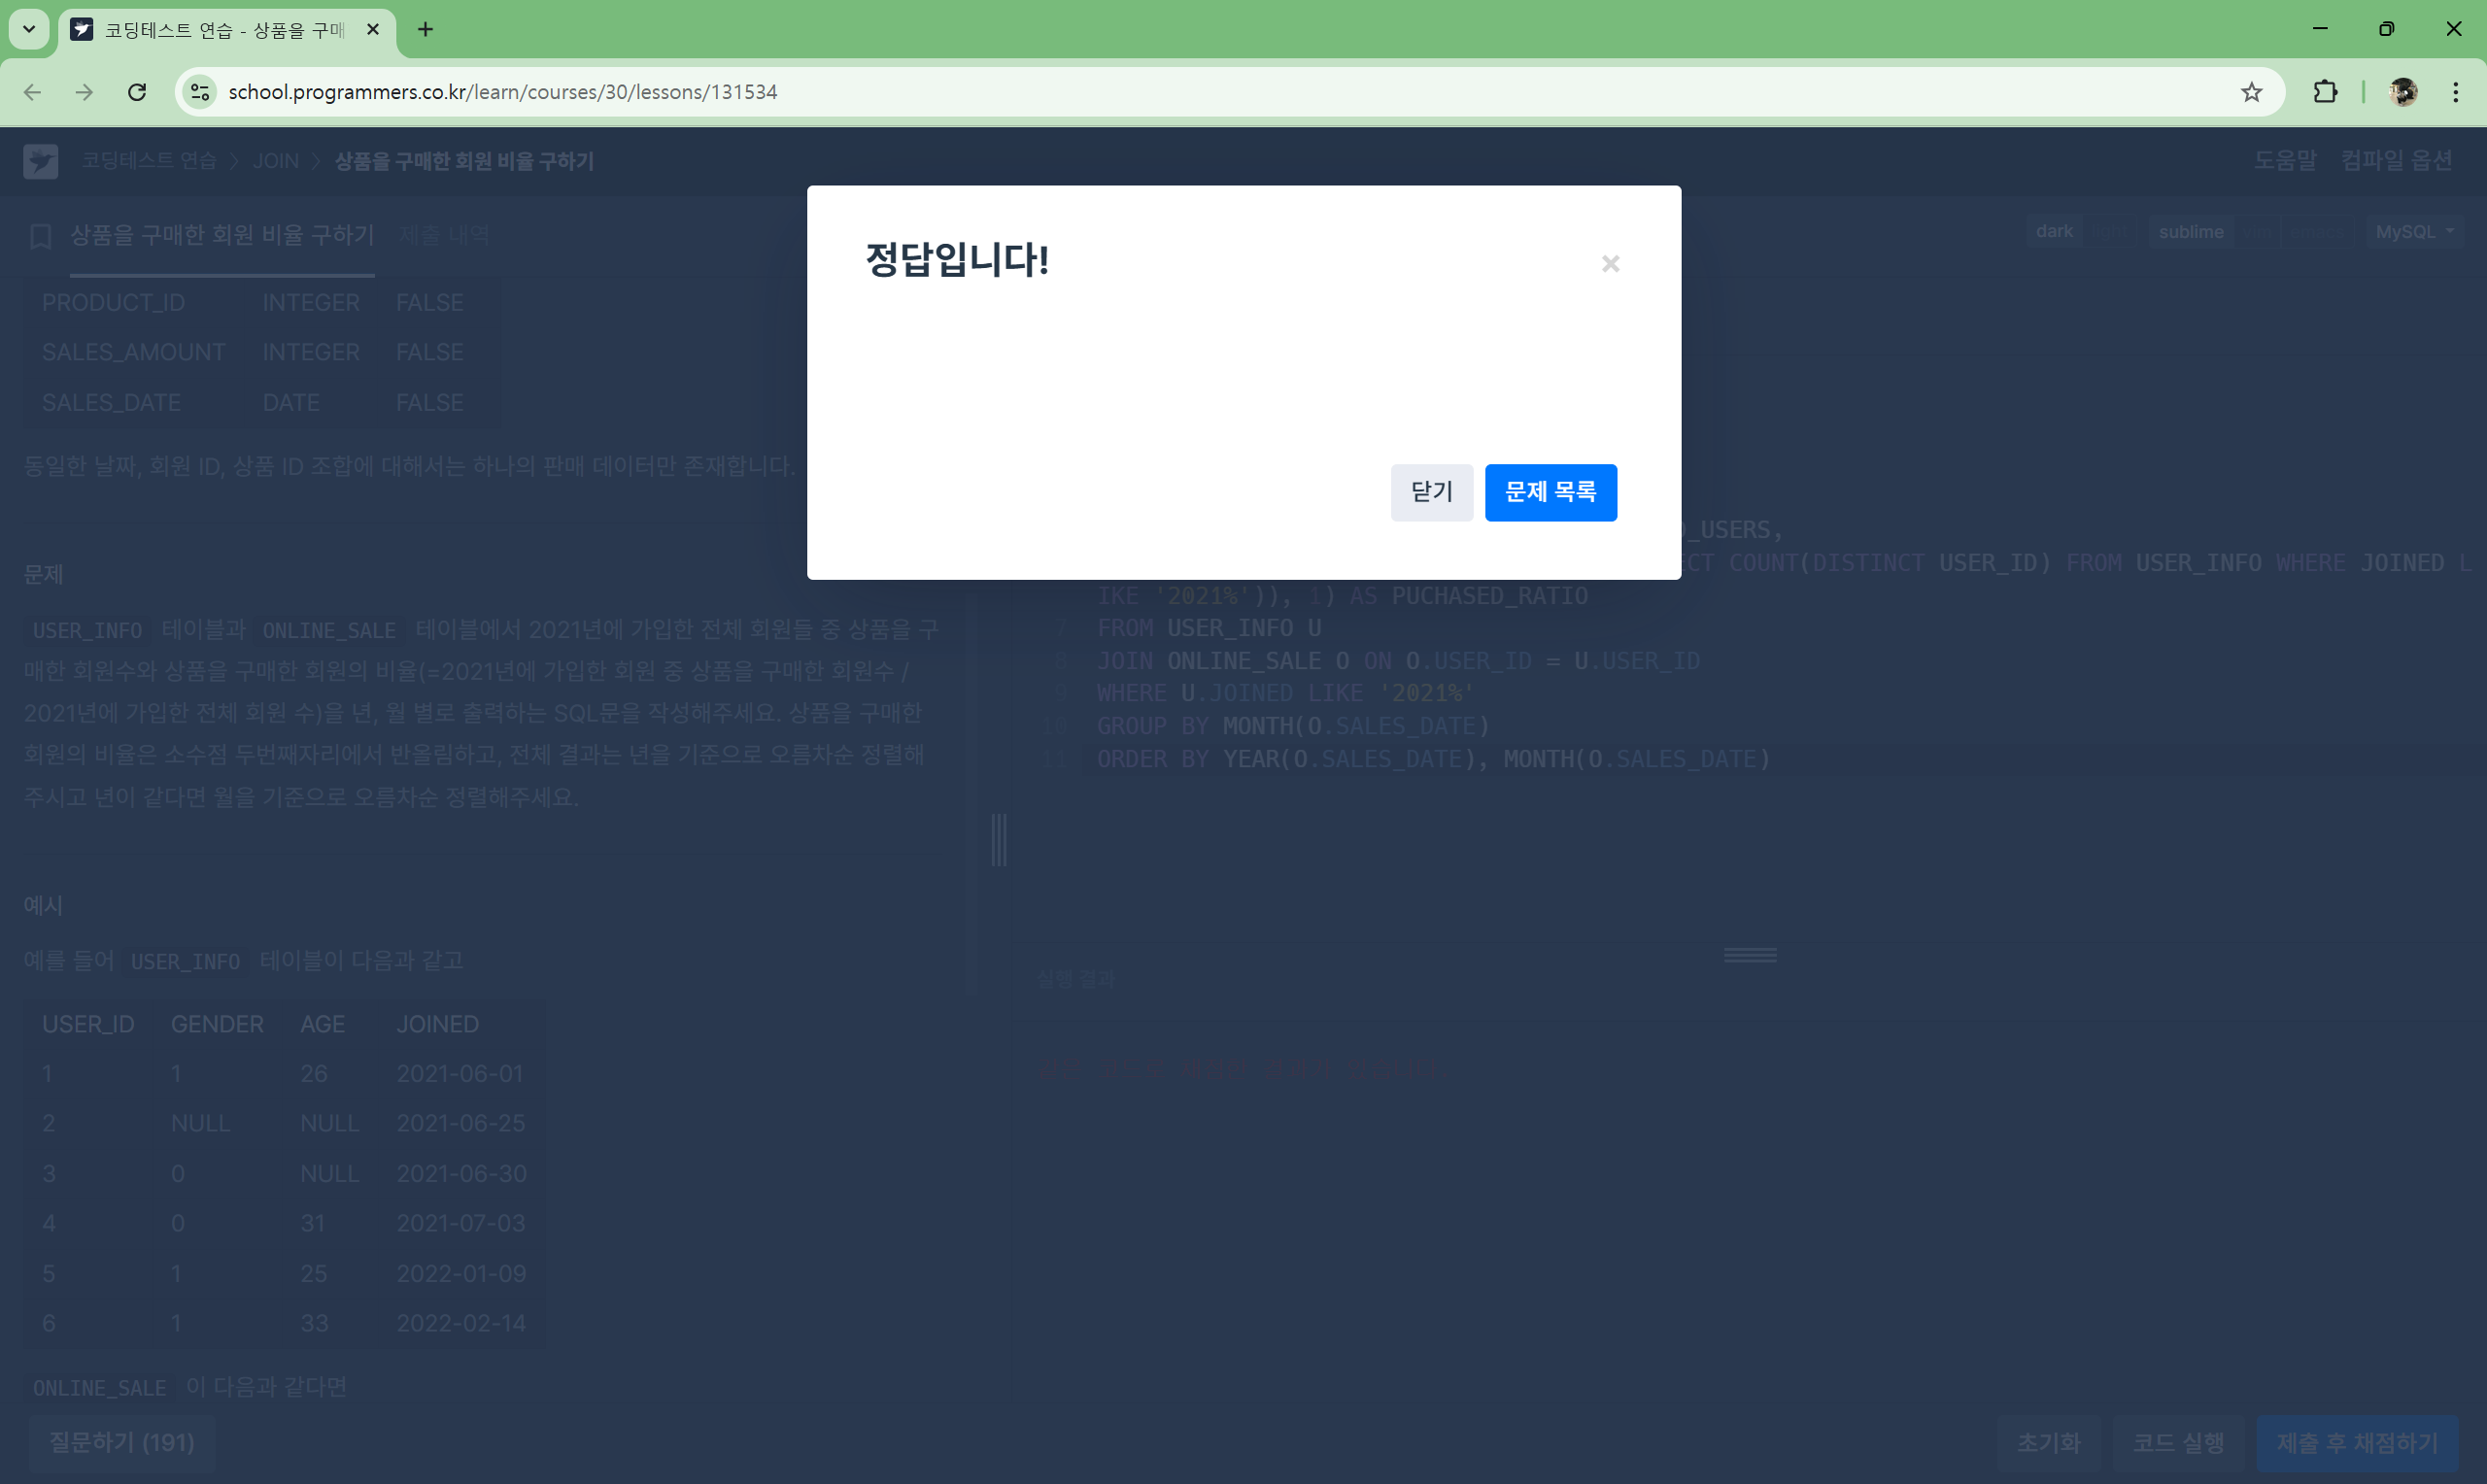 코딩테스트 연습 - 상품을 구매
school.programmers.co.kr/learn/courses/30/lessons/131534
코딩테스트 연습 JOIN 상품을 구매한 회원 비율 구하기
도움말 컴파일 옵션
상품을 구매한 회원 비율 구하기 제출 내역
dark light sublime vim emacs MySQL
정답입니다!
닫기 문제 목록
PRODUCT_ID INTEGER FALSE
SALES_AMOUNT INTEGER FALSE
SALES_DATE DATE FALSE
동일한 날짜, 회원 ID, 상품 ID 조합에 대해서는 하나의 판매 데이터만 존재합니다.
문제
USER_INFO 테이블과 ONLINE_SALE 테이블에서 2021년에 가입한 전체 회원들 중 상품을 구
매한 회원수와 상품을 구매한 회원의 비율(=2021년에 가입한 회원 중 상품을 구매한 회원수 /
2021년에 가입한 전체 회원 수)을 년, 월 별로 출력하는 SQL문을 작성해주세요. 상품을 구매한
회원의 비율은 소수점 두번째자리에서 반올림하고, 전체 결과는 년을 기준으로 오름차순 정렬해
주시고 년이 같다면 월을 기준으로 오름차순 정렬해주세요.
예시
예를 들어 USER_INFO 테이블이 다음과 같고
USER_ID GENDER AGE JOINED
1 1 26 2021-06-01
2 NULL NULL 2021-06-25
3 0 NULL 2021-06-30
4 0 31 2021-07-03
5 1 25 2022-01-09
6 1 33 2022-02-14
ONLINE_SALE 이 다음과 같다면
_USERS,
CT COUNT(DISTINCT USER_ID) FROM USER_INFO WHERE JOINED L
IKE '2021%')), 1) AS PUCHASED_RATIO
7 FROM USER_INFO U
8 JOIN ONLINE_SALE O ON O.USER_ID = U.USER_ID
9 WHERE U.JOINED LIKE '2021%'
10 GROUP BY MONTH(O.SALES_DATE)
11 ORDER BY YEAR(O.SALES_DATE), MONTH(O.SALES_DATE)
실행 결과
질문하기 (191)
초기화 코드 실행 제출 후 채점하기